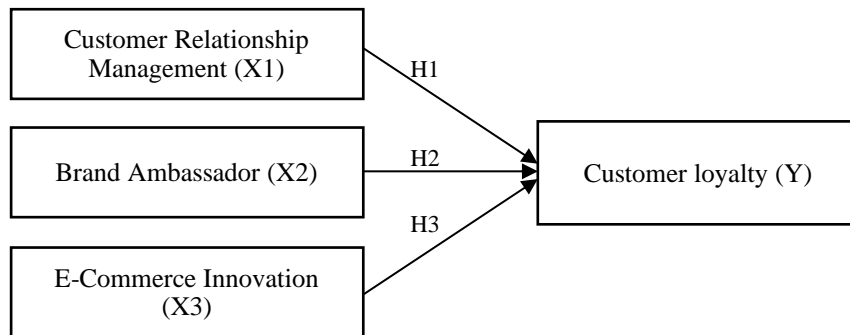 Customer Relationship
Management (X1)
H1
Brand Ambassador (X2)
H2
Customer loyalty (Y)
H3
E-Commerce Innovation
(X3)